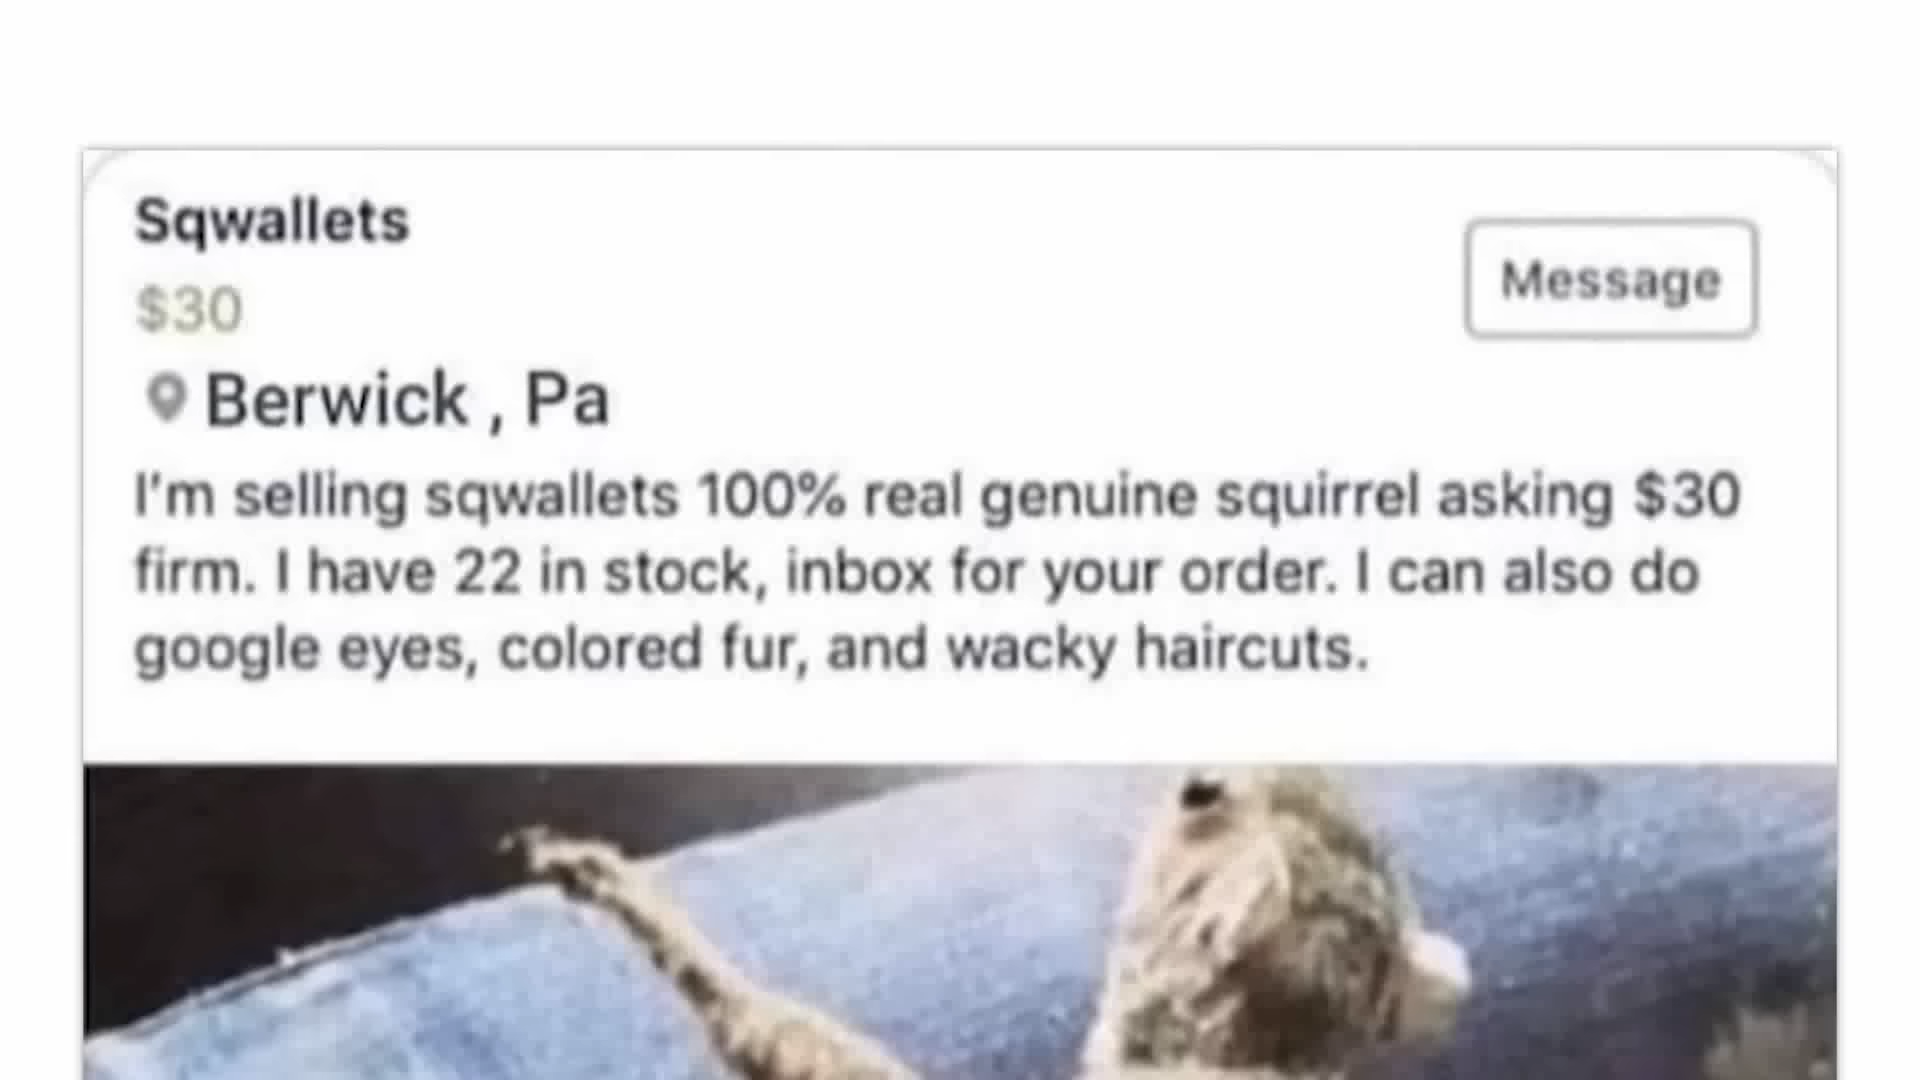 Sqwallets
$30
Message
Berwick , Pa
I'm selling sqwallets 100% real genuine squirrel asking $30
firm. I have 22 in stock, inbox for your order. I can also do
google eyes, colored fur, and wacky haircuts.